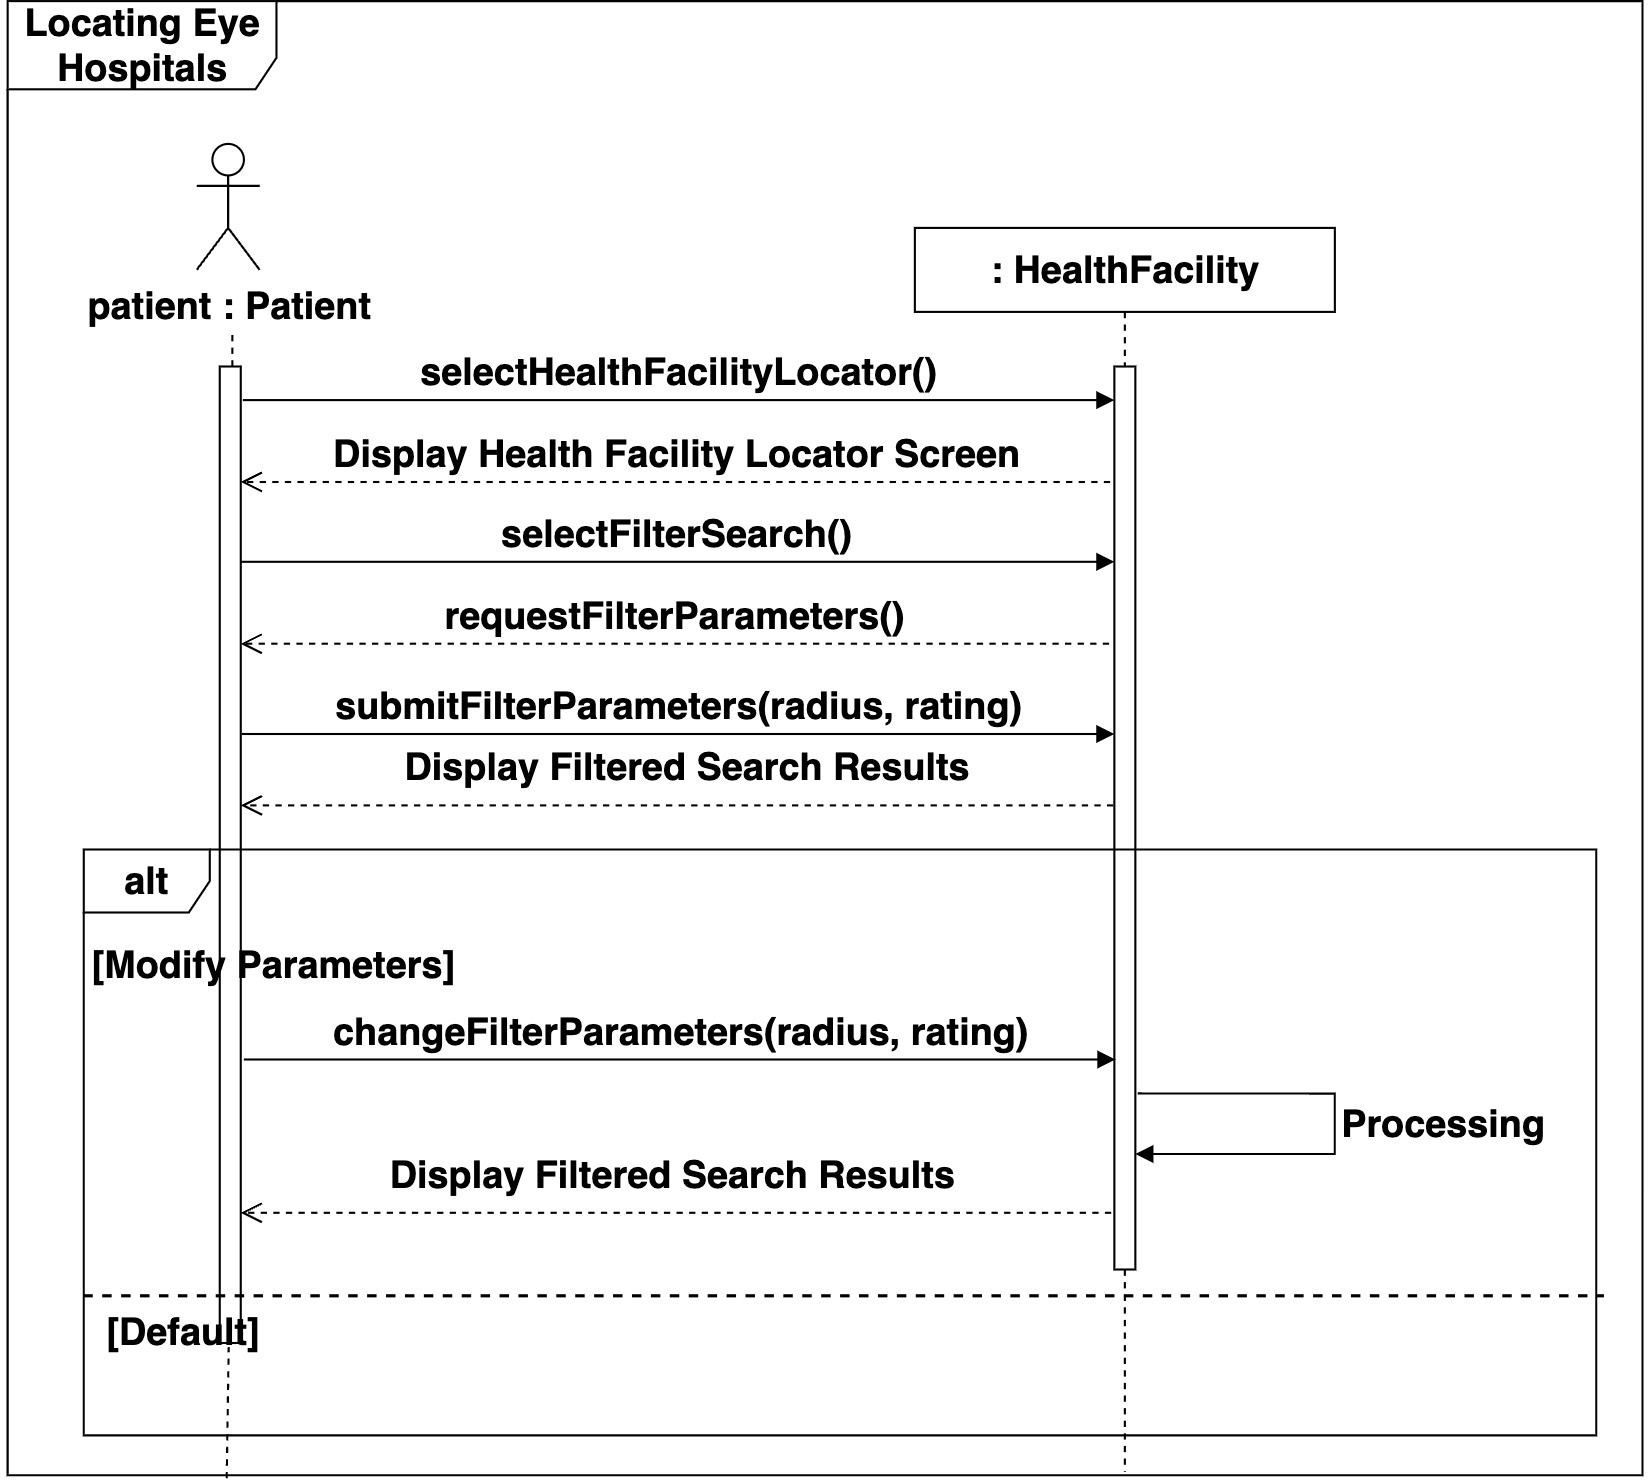 Locating Eye
Hospitals
patient : Patient
: HealthFacility
selectHealthFacilityLocator()
Display Health Facility Locator Screen
selectFilterSearch()
requestFilterParameters()
submitFilterParameters(radius, rating)
Display Filtered Search Results
alt
[Modify Parameters]
changeFilterParameters(radius, rating)
Processing
Display Filtered Search Results
[Default]